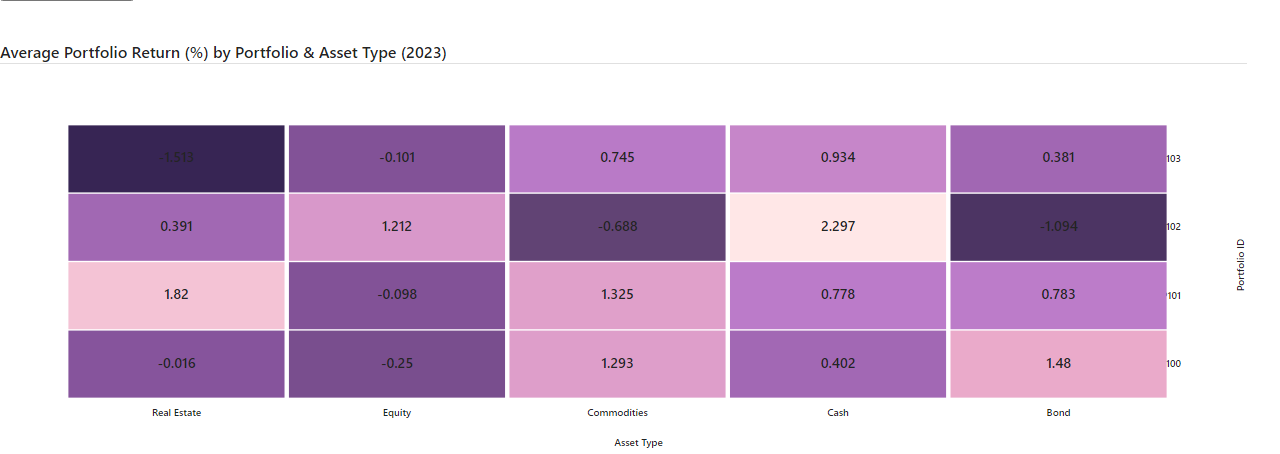 Average Portfolio Return (%) by Portfolio & Asset Type (2023)
-1.513 -0.101 0.745 0.934 0.381 103
0.391 1.212 -0.688 2.297 -1.094 102
Portfolio ID
1.82 -0.098 1.325 0.778 0.783 101
-0.016 -0.25 1.293 0.402 1.48 100
Real Estate Equity Commodities Cash Bond
Asset Type